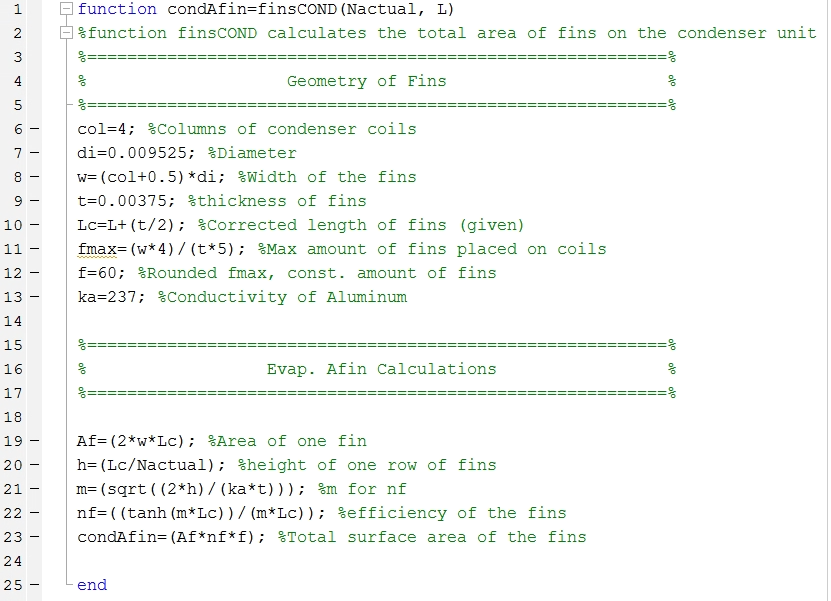 1 function condAfin=finsCOND(Nactual, L)
2 %function finsCOND calculates the total area of fins on the condenser unit
3 %==========================================================%
4 % Geometry of Fins %
5 %==========================================================%
6 – col=4; %Columns of condenser coils
7 – di=0.009525; %Diameter
8 – w=(col+0.5)*di; %Width of the fins
9 – t=0.00375; %thickness of fins
10 – Lc=L+(t/2); %Corrected length of fins (given)
11 – fmax=(w*4)/(t*5); %Max amount of fins placed on coils
12 – f=60; %Rounded fmax, const. amount of fins
13 – ka=237; %Conductivity of Aluminum
14
15 %==========================================================%
16 % Evap. Afin Calculations %
17 %==========================================================%
18
19 – Af=(2*w*Lc); %Area of one fin
20 – h=(Lc/Nactual); %height of one row of fins
21 – m=(sqrt((2*h)/(ka*t))); %m for nf
22 – nf=((tanh(m*Lc))/(m*Lc)); %efficiency of the fins
23 – condAfin=(Af*nf*f); %Total surface area of the fins
24
25 – end